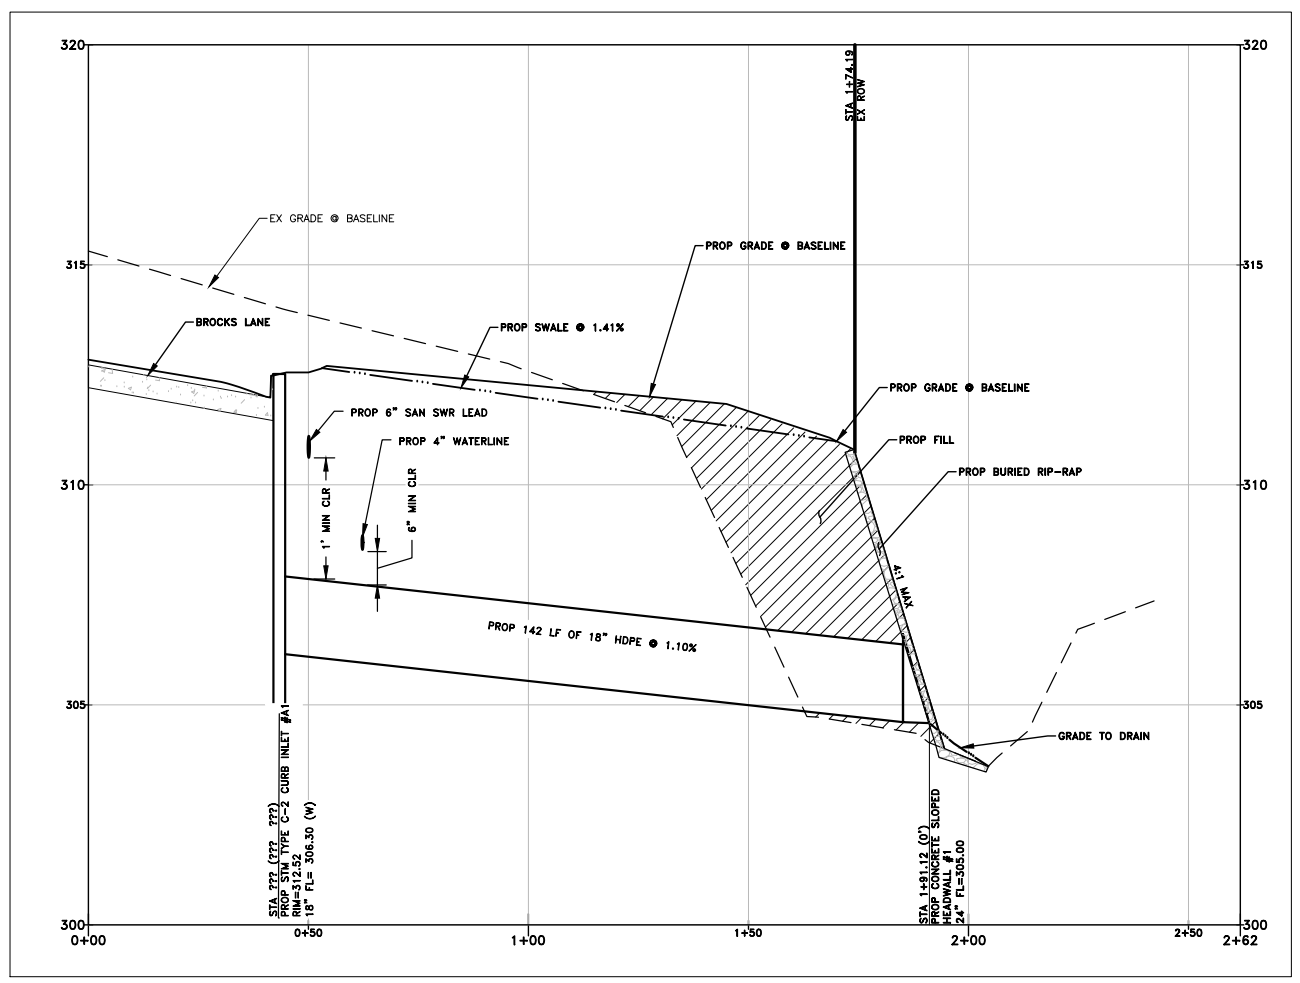 320
320
STA 1+74.19
EX ROW
EX GRADE @ BASELINE
PROP GRADE @ BASELINE
315
315
BROCKS LANE
PROP SWALE @ 1.41%
PROP GRADE @ BASELINE
PROP 6" SAN SWR LEAD
PROP 4" WATERLINE
PROP FILL
PROP BURIED RIP-RAP
310
310
1' MIN CLR
6" MIN CLR
4:1 MAX
PROP 142 LF OF 18" HDPE @ 1.10%
305
305
GRADE TO DRAIN
STA ??? (??? ???)
PROP STM TYPE C-2 CURB INLET #A1
RIM=312.52
18" FL= 306.30 (W)
STA 1+91.12 (0')
PROP CONCRETE SLOPED
HEADWALL #1
24" FL=305.00
300
300
0+00
0+50
1+00
1+50
2+00
2+50
2+62